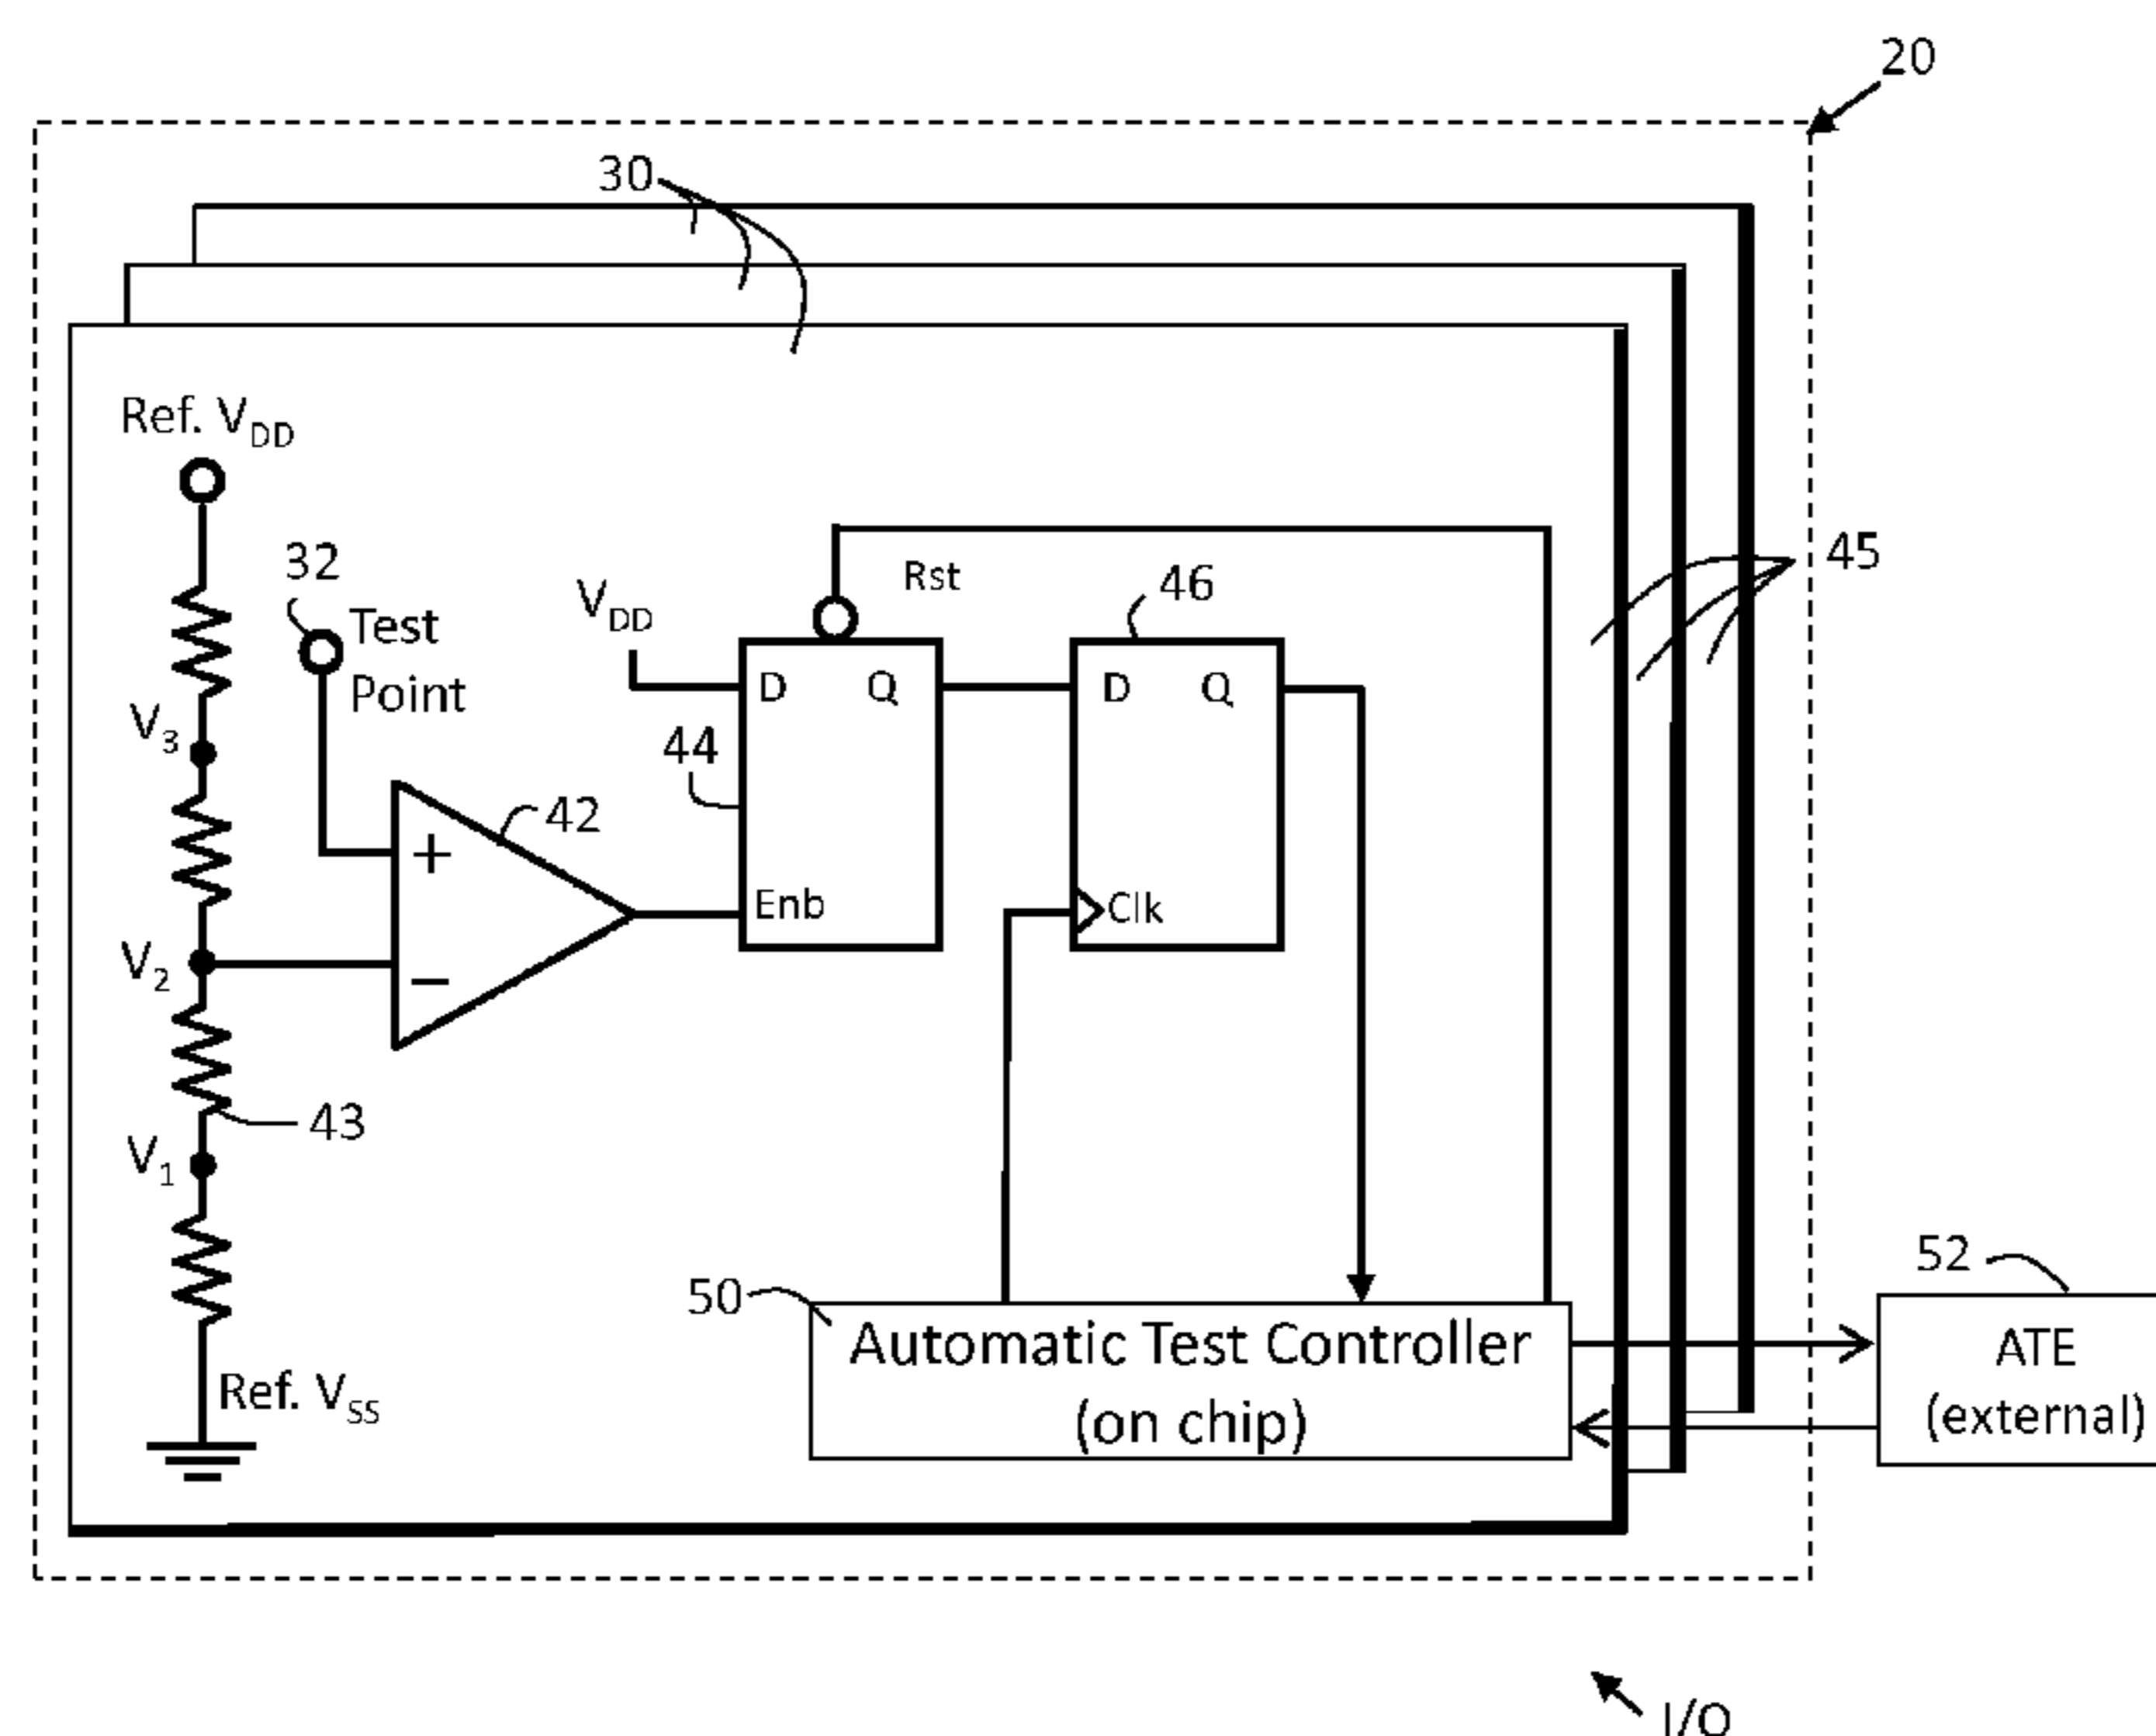 20
30
Ref. VDD
32
Test
Point
VDD
Rst
46
45
D Q
D Q
V3
44
42
+
Enb
Clk
V2
−
43
V1
52
50
Automatic Test Controller
(on chip)
ATE
(external)
Ref. VSS
I/O